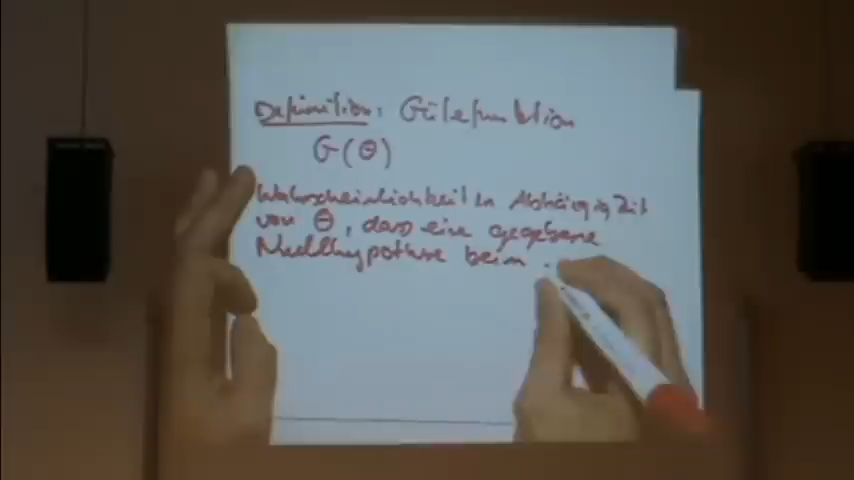 Definition: Gütefunktion
G(θ)
Wahrscheinlichkeit in Abhängigkeit
von θ, dass eine gegebene
Nullhypothese beim